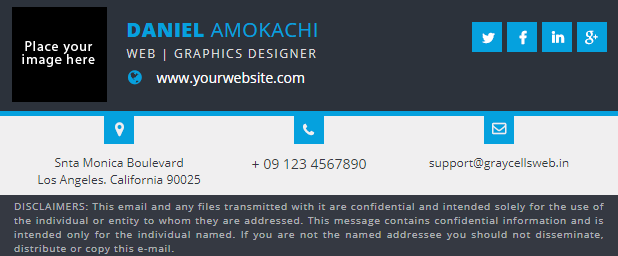 Place your
image here
DANIEL AMOKACHI
WEB | GRAPHICS DESIGNER
www.yourwebsite.com
Snta Monica Boulevard
Los Angeles. California 90025
+ 09 123 4567890
support@graycellsweb.in
DISCLAIMERS: This email and any files transmitted with it are confidential and intended solely for the use of
the individual or entity to whom they are addressed. This message contains confidential information and is
intended only for the individual named. If you are not the named addressee you should not disseminate,
distribute or copy this e-mail.